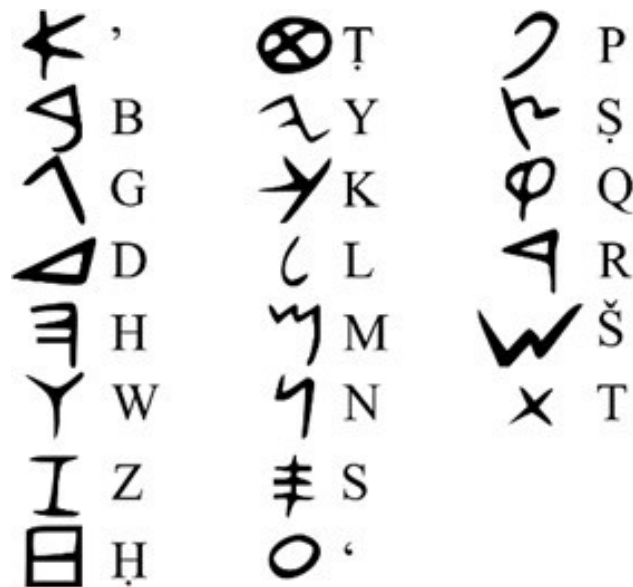 𐤀 ’
𐤁 B
𐤂 G
𐤃 D
𐤄 H
𐤅 W
𐤆 Z
𐤇 Ḥ
𐤈 Ṭ
𐤉 Y
𐤊 K
𐤋 L
𐤌 M
𐤍 N
𐤎 S
𐤏 ‘
𐤐 P
𐤑 Ṣ
𐤒 Q
𐤓 R
𐤔 Š
𐤕 T